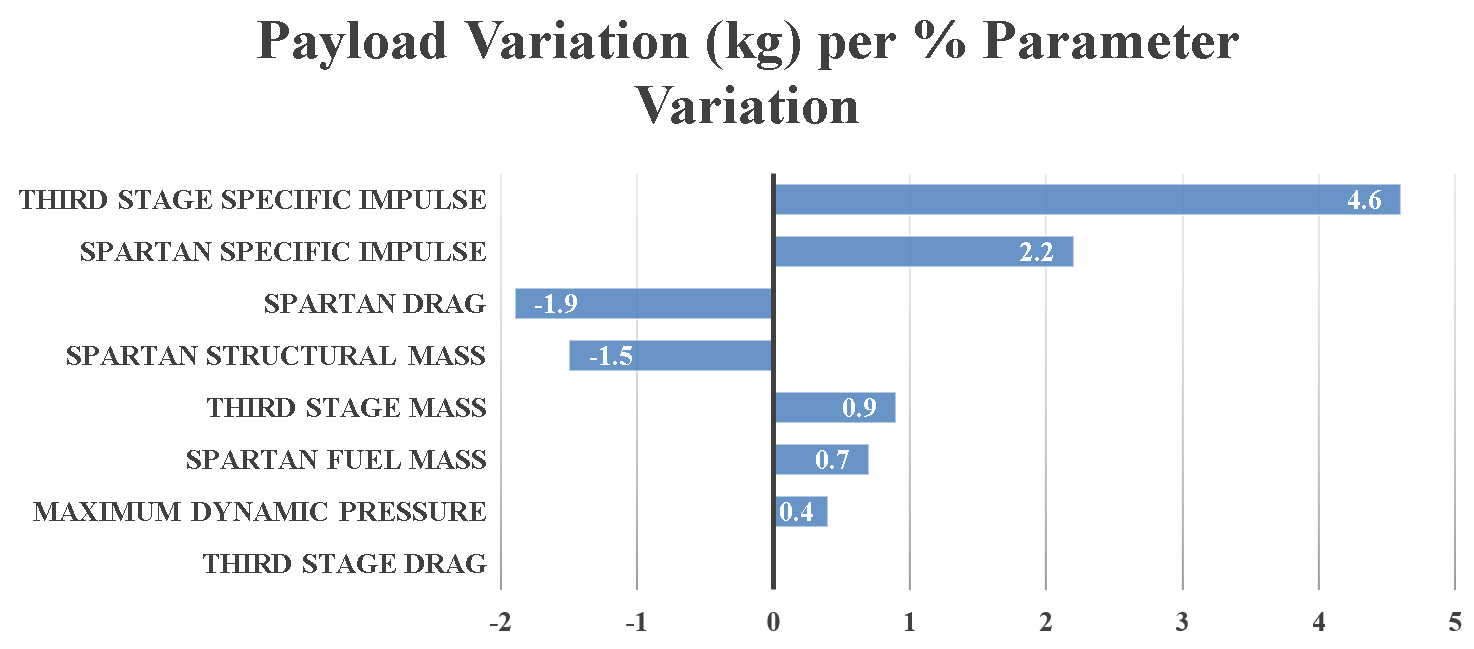 Payload Variation (kg) per % Parameter
Variation
THIRD STAGE SPECIFIC IMPULSE
4.6
SPARTAN SPECIFIC IMPULSE
2.2
SPARTAN DRAG
-1.9
SPARTAN STRUCTURAL MASS
-1.5
THIRD STAGE MASS
0.9
SPARTAN FUEL MASS
0.7
MAXIMUM DYNAMIC PRESSURE
0.4
THIRD STAGE DRAG
-2 -1 0 1 2 3 4 5